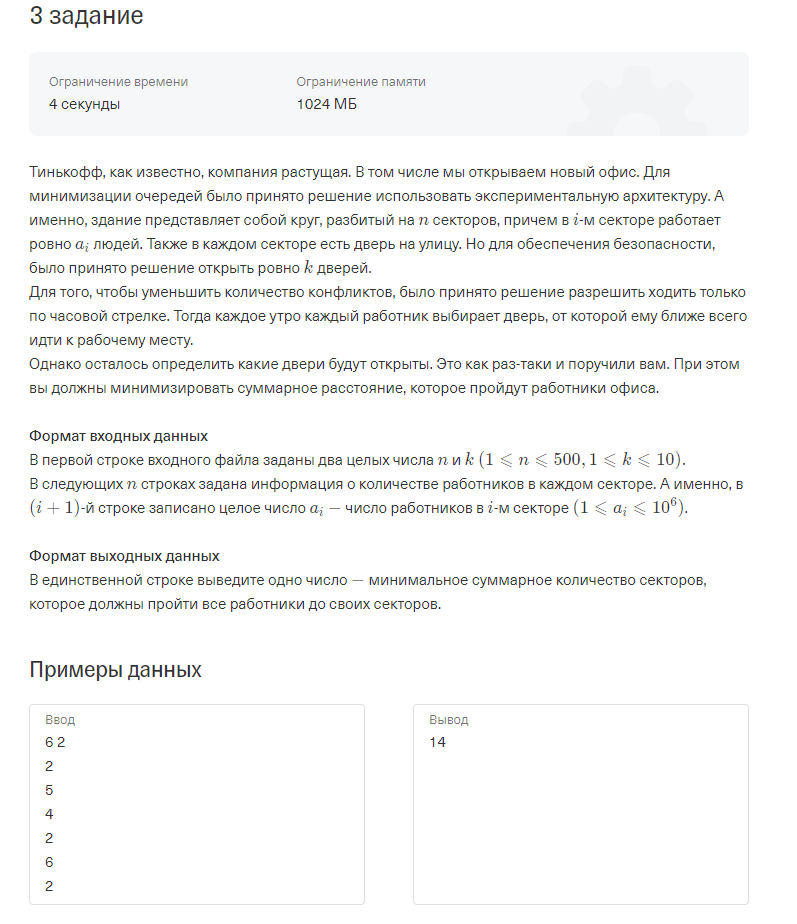 3 задание
Ограничение времени
4 секунды
Ограничение памяти
1024 МБ
Тинькофф, как известно, компания растущая. В том числе мы открываем новый офис. Для
минимизации очередей было принято решение использовать экспериментальную архитектуру. А
именно, здание представляет собой круг, разбитый на n секторов, причем в i-м секторе работает
ровно a_i людей. Также в каждом секторе есть дверь на улицу. Но для обеспечения безопасности,
было принято решение открыть ровно k дверей.
Для того, чтобы уменьшить количество конфликтов, было принято решение разрешить ходить только
по часовой стрелке. Тогда каждое утро каждый работник выбирает дверь, от которой ему ближе всего
идти к рабочему месту.
Однако осталось определить какие двери будут открыты. Это как раз-таки и поручили вам. При этом
вы должны минимизировать суммарное расстояние, которое пройдут работники офиса.
Формат входных данных
В первой строке входного файла заданы два целых числа n и k (1 ⩽ n ⩽ 500, 1 ⩽ k ⩽ 10).
В следующих n строках задана информация о количестве работников в каждом секторе. А именно, в
(i + 1)-й строке записано целое число a_i — число работников в i-м секторе (1 ⩽ a_i ⩽ 10^6).
Формат выходных данных
В единственной строке выведите одно число — минимальное суммарное количество секторов,
которое должны пройти все работники до своих секторов.
Примеры данных
Ввод
6 2
2
5
4
2
6
2
Вывод
14